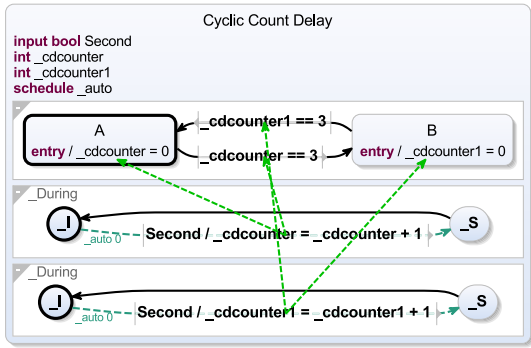 Cyclic Count Delay
input bool Second
int _cdcounter
int _cdcounter1
schedule _auto
-
A
entry / _cdcounter = 0
_cdcounter1 == 3
_cdcounter == 3
B
entry / _cdcounter1 = 0
- _During
_I
_auto 0
Second / _cdcounter = _cdcounter + 1
_S
- _During
_I
_auto 0
Second / _cdcounter1 = _cdcounter1 + 1
_S